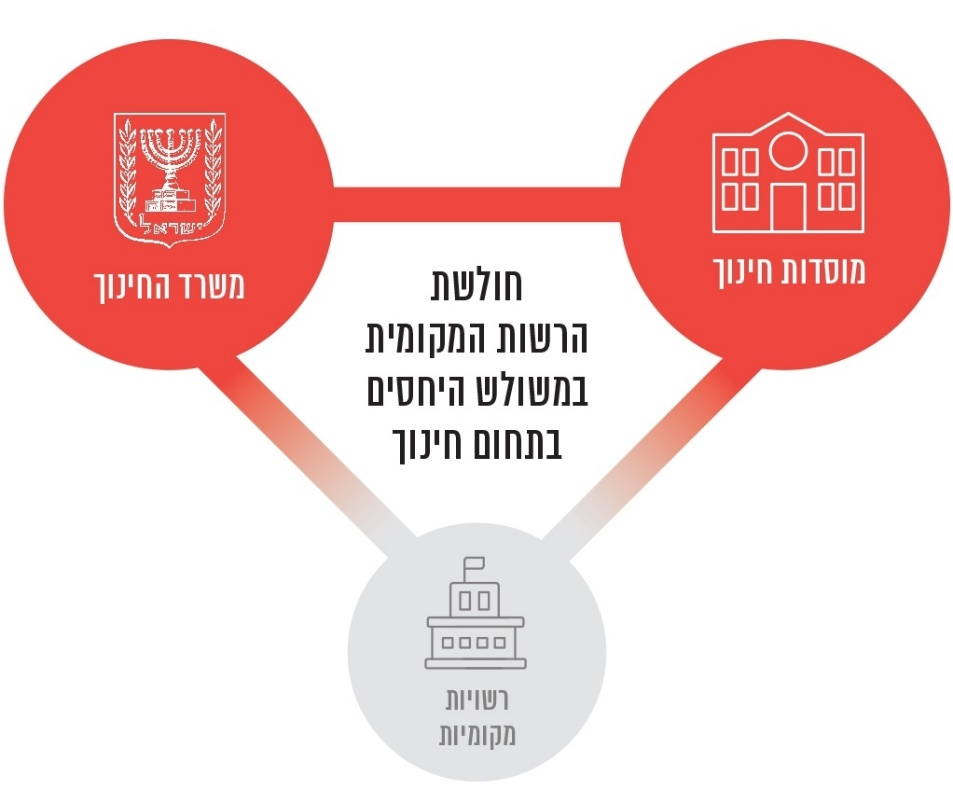 ישראל
משרד החינוך
מוסדות חינוך
חולשת
הרשות המקומית
במשולש היחסים
בתחום חינוך
רשויות
מקומיות